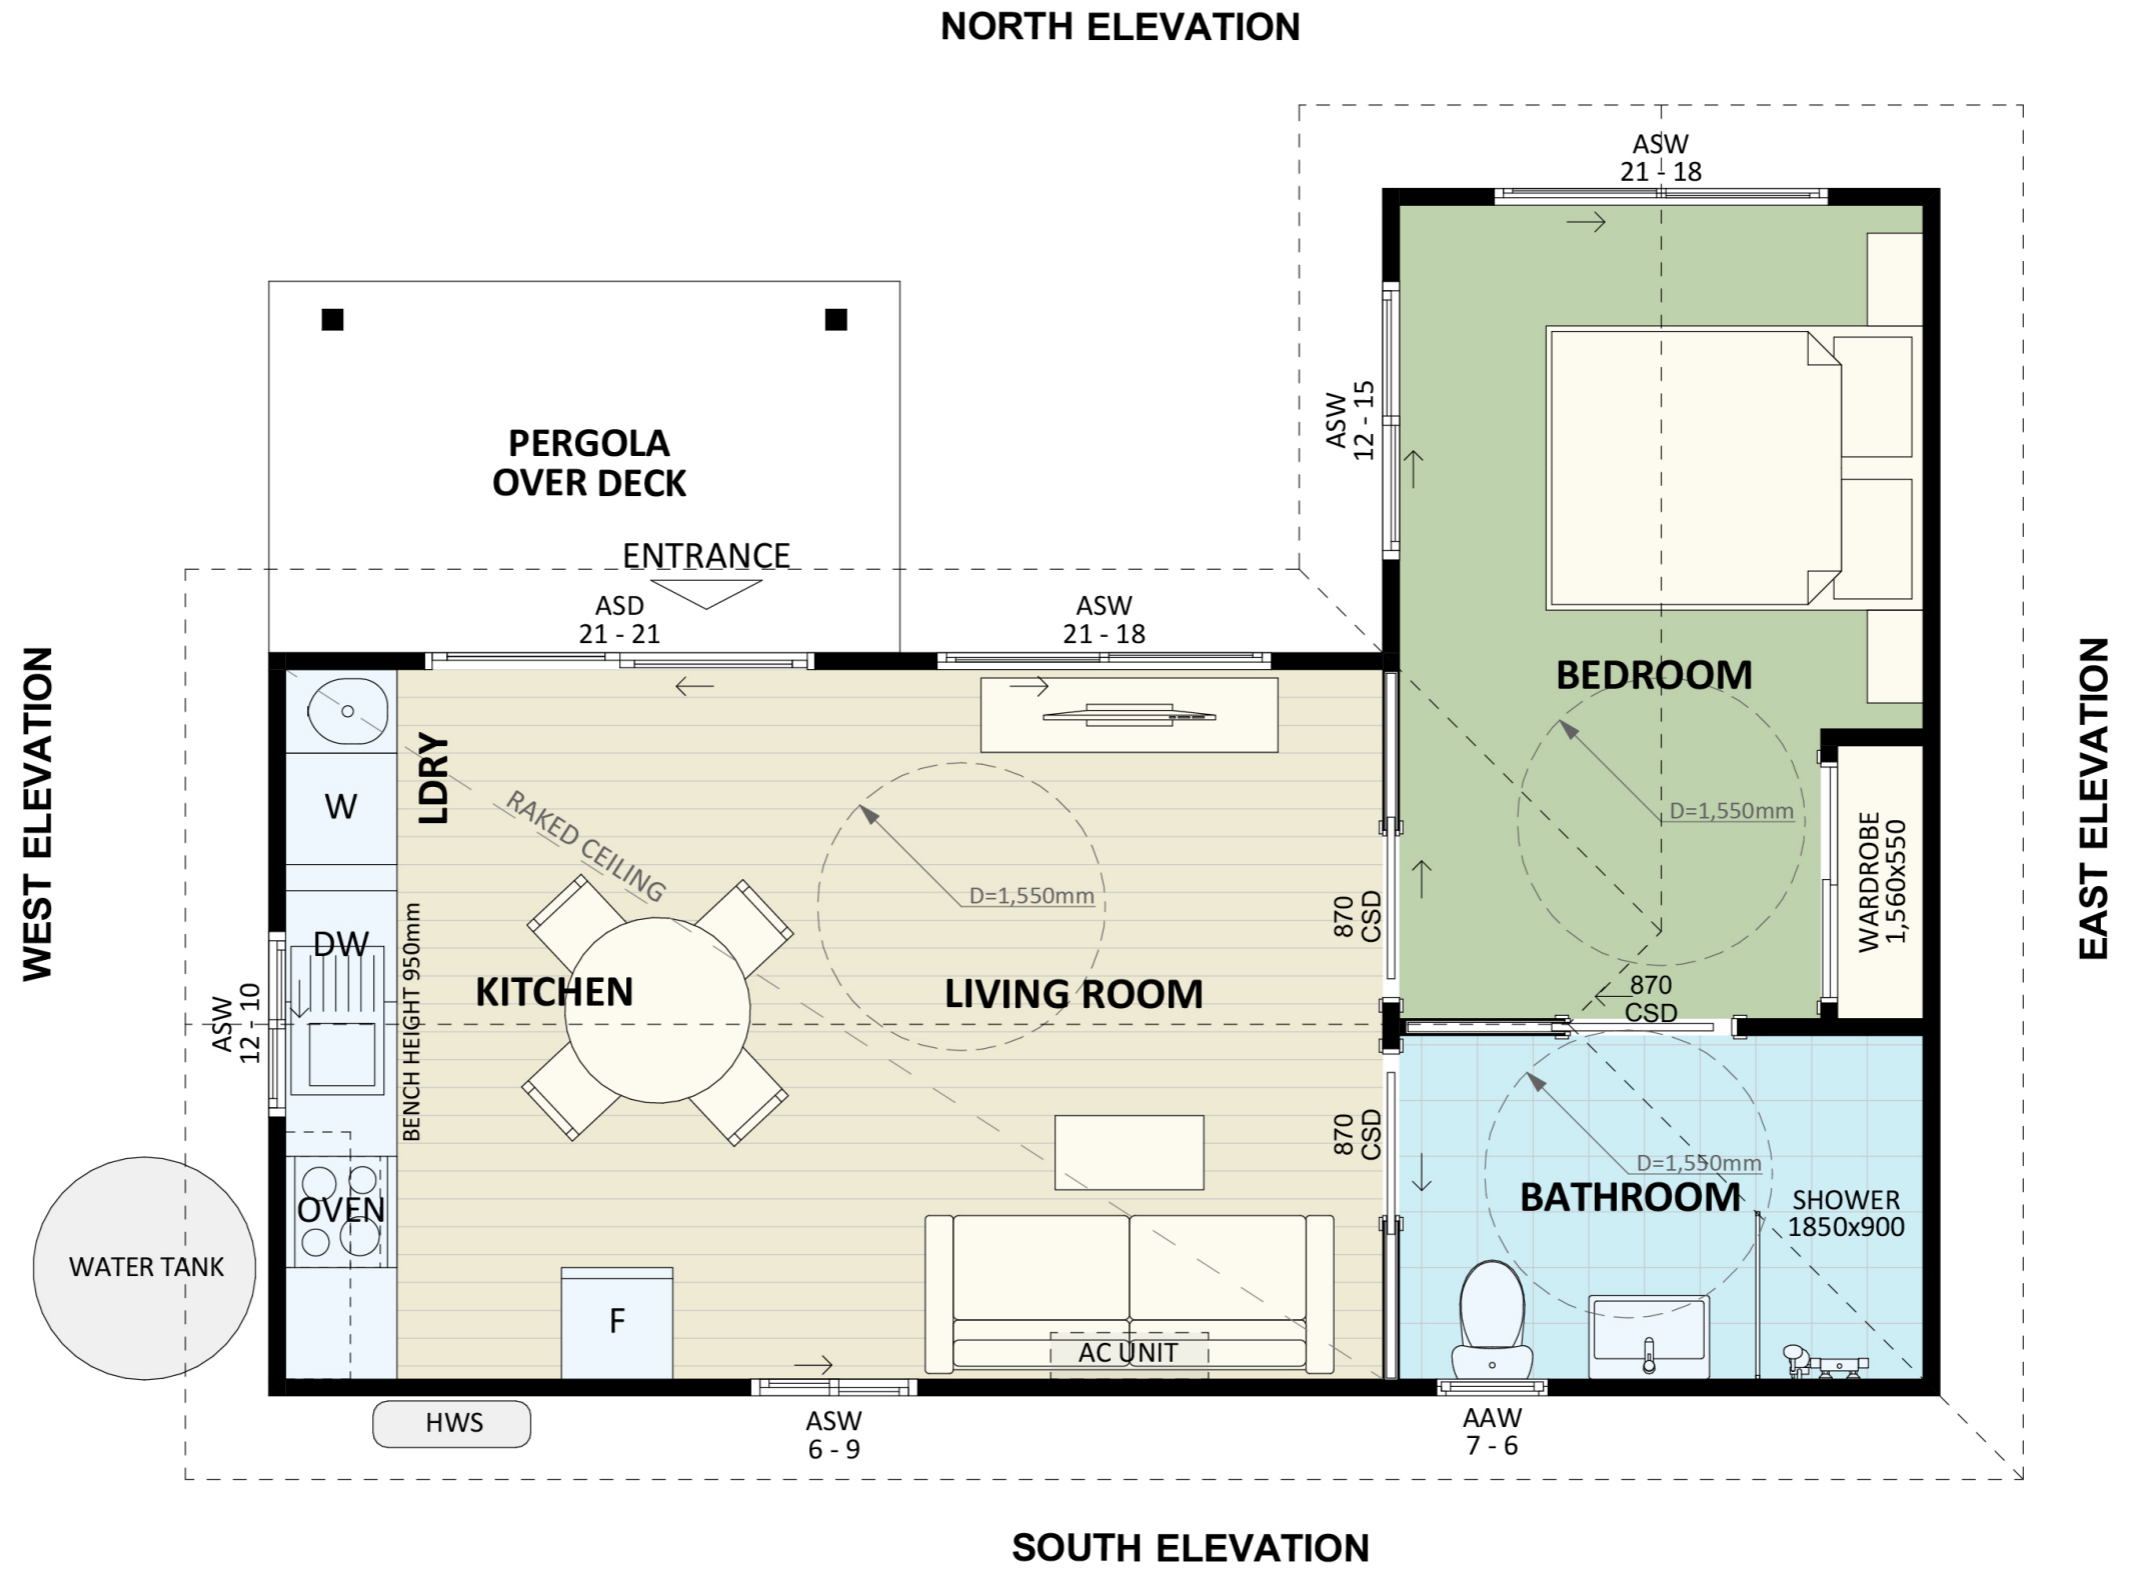 NORTH ELEVATION
ASW
21 - 18
ASW
12 - 15
PERGOLA
OVER DECK
ENTRANCE
ASD
21 - 21
ASW
21 - 18
WEST ELEVATION
EAST ELEVATION
BEDROOM
D=1,550mm
WARDROBE
1,560x550
870
CSD
LDRY
W
RAKED CEILING
D=1,550mm
870
CSD
DW
BENCH HEIGHT 950mm
KITCHEN
LIVING ROOM
ASW
12 - 10
870
CSD
D=1,550mm
BATHROOM
SHOWER
1850x900
OVEN
WATER TANK
F
AC UNIT
HWS
ASW
6 - 9
AAW
7 - 6
SOUTH ELEVATION